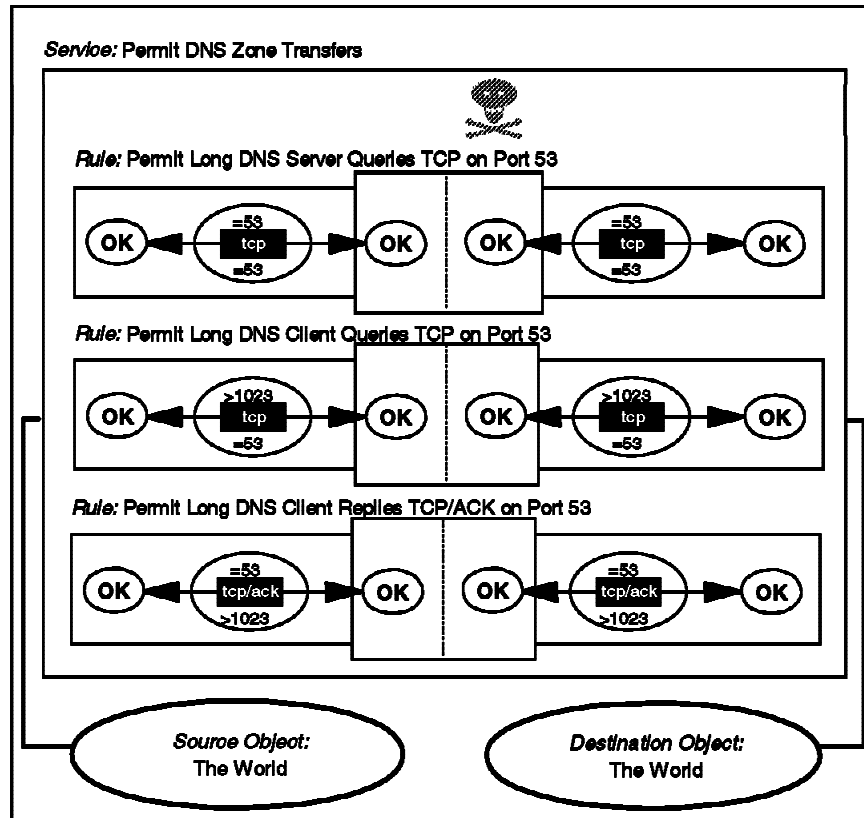 Service: Permit DNS Zone Transfers
Rule: Permit Long DNS Server Queries TCP on Port 53
=53 =53
OK tcp OK OK tcp OK
=53 =53
Rule: Permit Long DNS Client Queries TCP on Port 53
>1023 >1023
OK tcp OK OK tcp OK
=53 =53
Rule: Permit Long DNS Client Replies TCP/ACK on Port 53
=53 =53
OK tcp/ack OK OK tcp/ack OK
>1023 >1023
Source Object: Destination Object:
The World The World